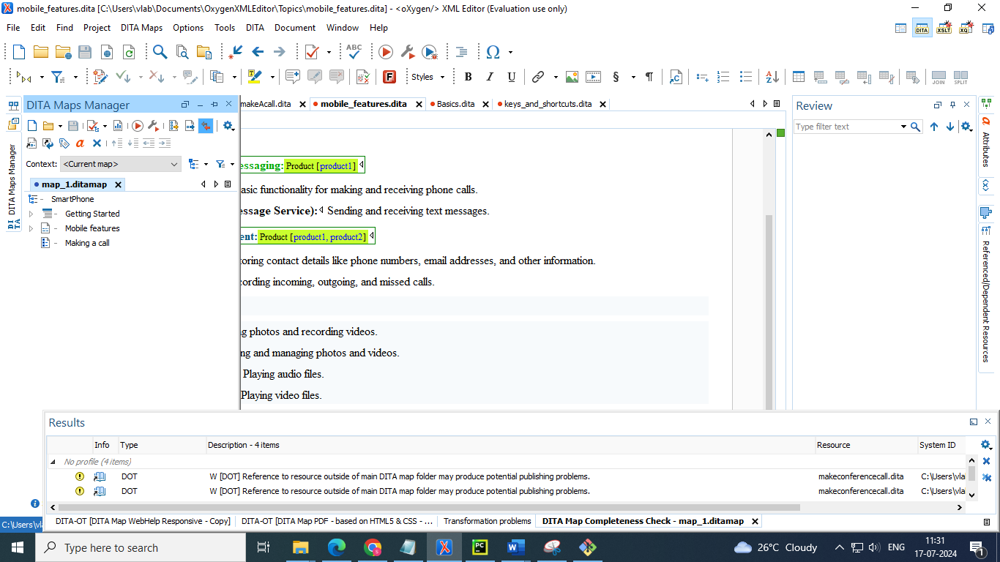 mobile_features.dita [C:\Users\vlab\Documents\OxygenXMLEditor\Topics\mobile_features.dita] - <oXygen/> XML Editor (Evaluation use only)
File Edit Find Project DITA Maps Options Tools DITA Document Window Help
DITA XSLT XQ
ABC
Styles B I U § ¶ JOIN SPLIT
DITA Maps Manager
makeAcall.dita mobile_features.dita Basics.dita keys_and_shortcuts.dita
Review
Type filter text
Attributes
Referenced/Dependent Resources
DITA Maps Manager
Context: <Current map>
map_1.ditamap
SmartPhone
Getting Started
Mobile features
Making a call
essaging: Product [product1]
asic functionality for making and receiving phone calls.
essage Service): Sending and receiving text messages.
ent: Product [product1, product2]
toring contact details like phone numbers, email addresses, and other information.
cording incoming, outgoing, and missed calls.
g photos and recording videos.
ng and managing photos and videos.
Playing audio files.
Playing video files.
Results
Info Type Description - 4 items Resource System ID
No profile (4 items)
DOT W [DOT] Reference to resource outside of main DITA map folder may produce potential publishing problems. makeconferencecall.dita C:\Users\vla
DOT W [DOT] Reference to resource outside of main DITA map folder may produce potential publishing problems. makeconferencecall.dita C:\Users\vla
C:\Users\vla
DITA-OT [DITA Map WebHelp Responsive - Copy] DITA-OT [DITA Map PDF - based on HTML5 & CSS - ... Transformation problems DITA Map Completeness Check - map_1.ditamap
Type here to search
26°C Cloudy ENG 11:31
17-07-2024 1